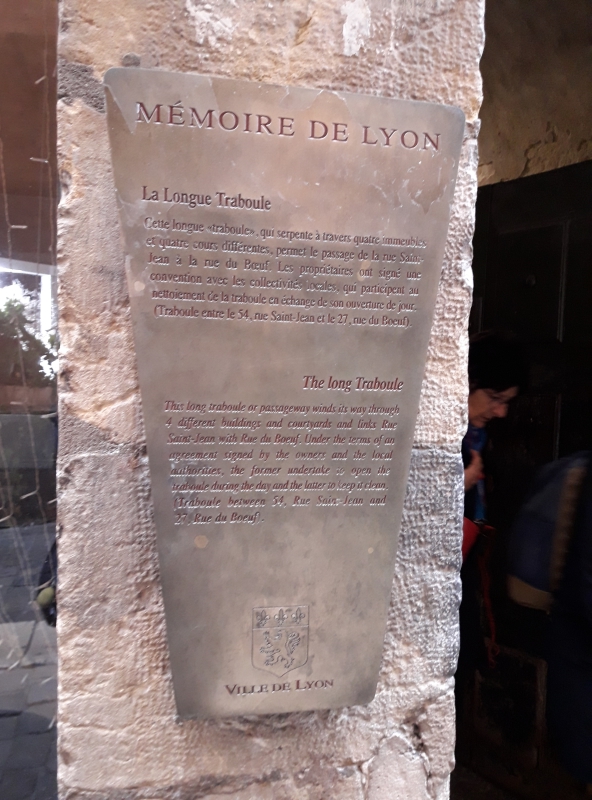 MÉMOIRE DE LYON
La Longue Traboule
Cette longue «traboule», qui serpente à travers quatre immeubles
et quatre cours différentes, permet le passage de la rue Saint-
Jean à la rue du Bœuf. Les propriétaires ont signé une
convention avec les collectivités locales, qui participent au
nettoiement de la traboule en échange de son ouverture de jour.
(Traboule entre le 54, rue Saint-Jean et le 27, rue du Boeuf).
The long Traboule
This long traboule or passageway winds its way through
4 different buildings and courtyards and links Rue
Saint-Jean with Rue du Boeuf. Under the terms of an
agreement signed by the owners and the local
authorities, the former undertake to open the
traboule during the day and the latter to keep it clean.
(Traboule between 54, Rue Saint-Jean and
27, Rue du Boeuf).
VILLE DE LYON